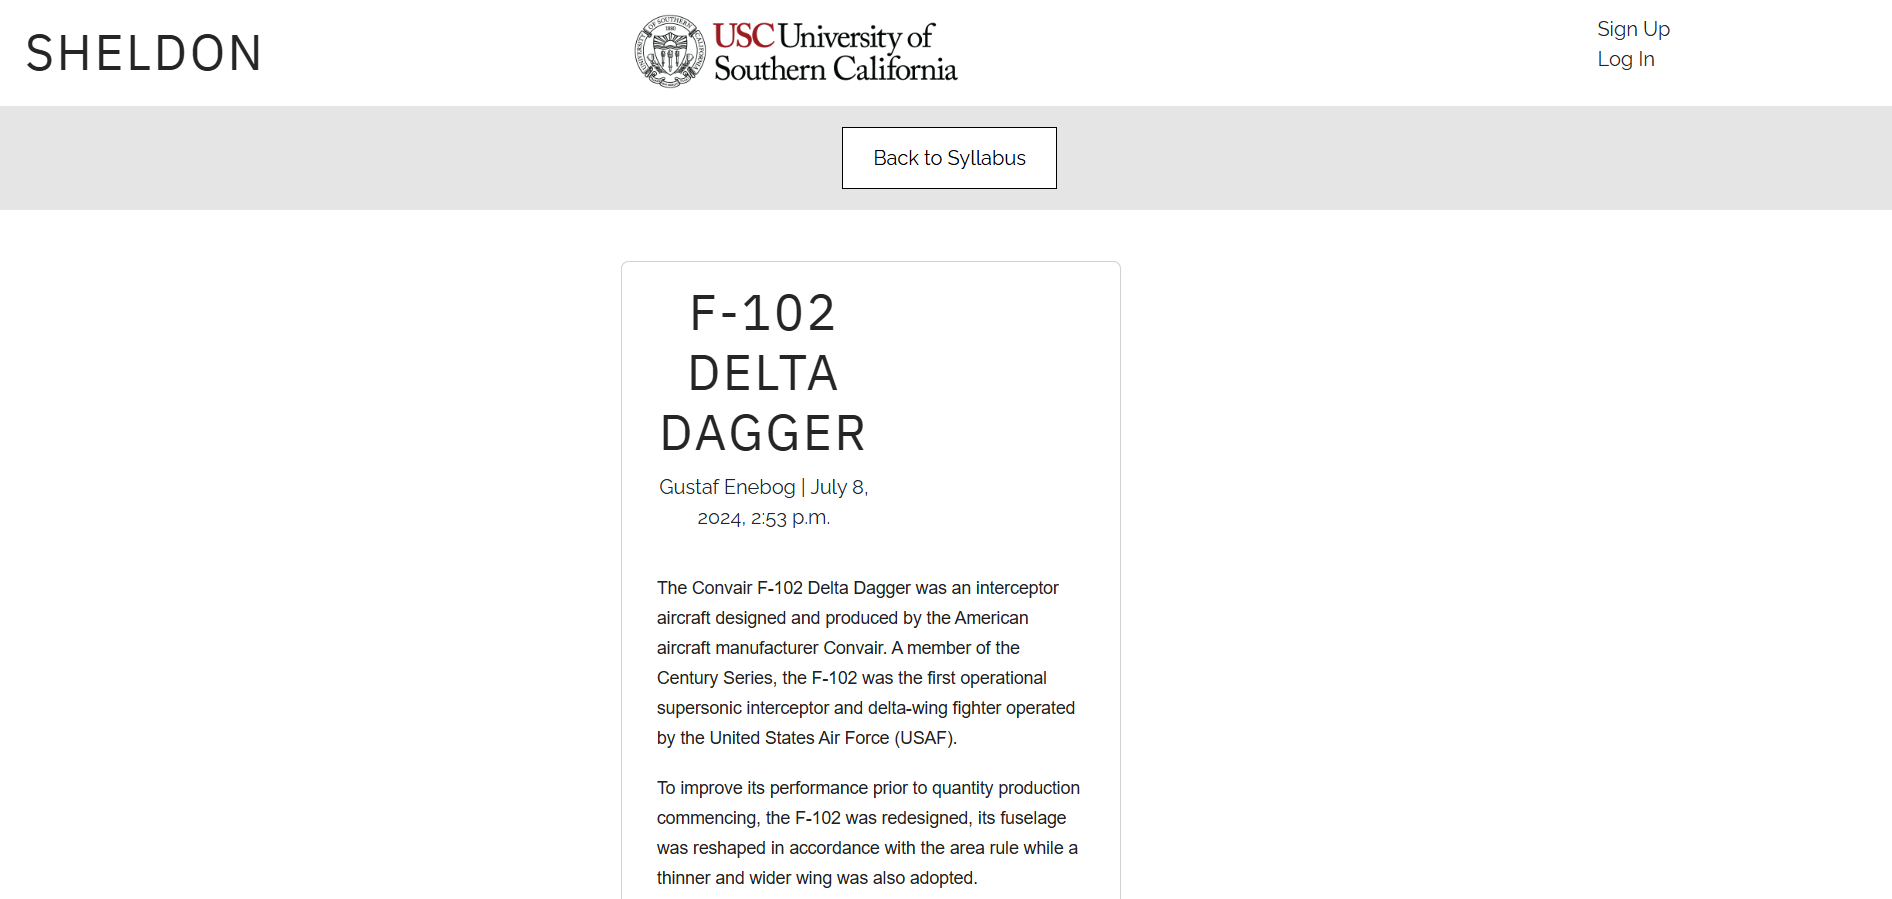 SHELDON
USC University of
Southern California
Sign Up
Log In
Back to Syllabus
F-102
DELTA
DAGGER
Gustaf Enebog | July 8,
2024, 2:53 p.m.
The Convair F-102 Delta Dagger was an interceptor
aircraft designed and produced by the American
aircraft manufacturer Convair. A member of the
Century Series, the F-102 was the first operational
supersonic interceptor and delta-wing fighter operated
by the United States Air Force (USAF).
To improve its performance prior to quantity production
commencing, the F-102 was redesigned, its fuselage
was reshaped in accordance with the area rule while a
thinner and wider wing was also adopted.